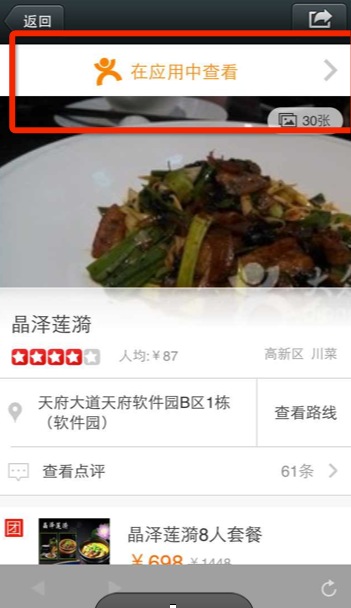 返回
在应用中查看
30张
晶泽莲漪
人均:￥87
高新区 川菜
天府大道天府软件园B区1栋
（软件园）
查看路线
查看点评
61条
团
晶泽莲漪
晶泽莲漪8人套餐
￥698 ￥1448